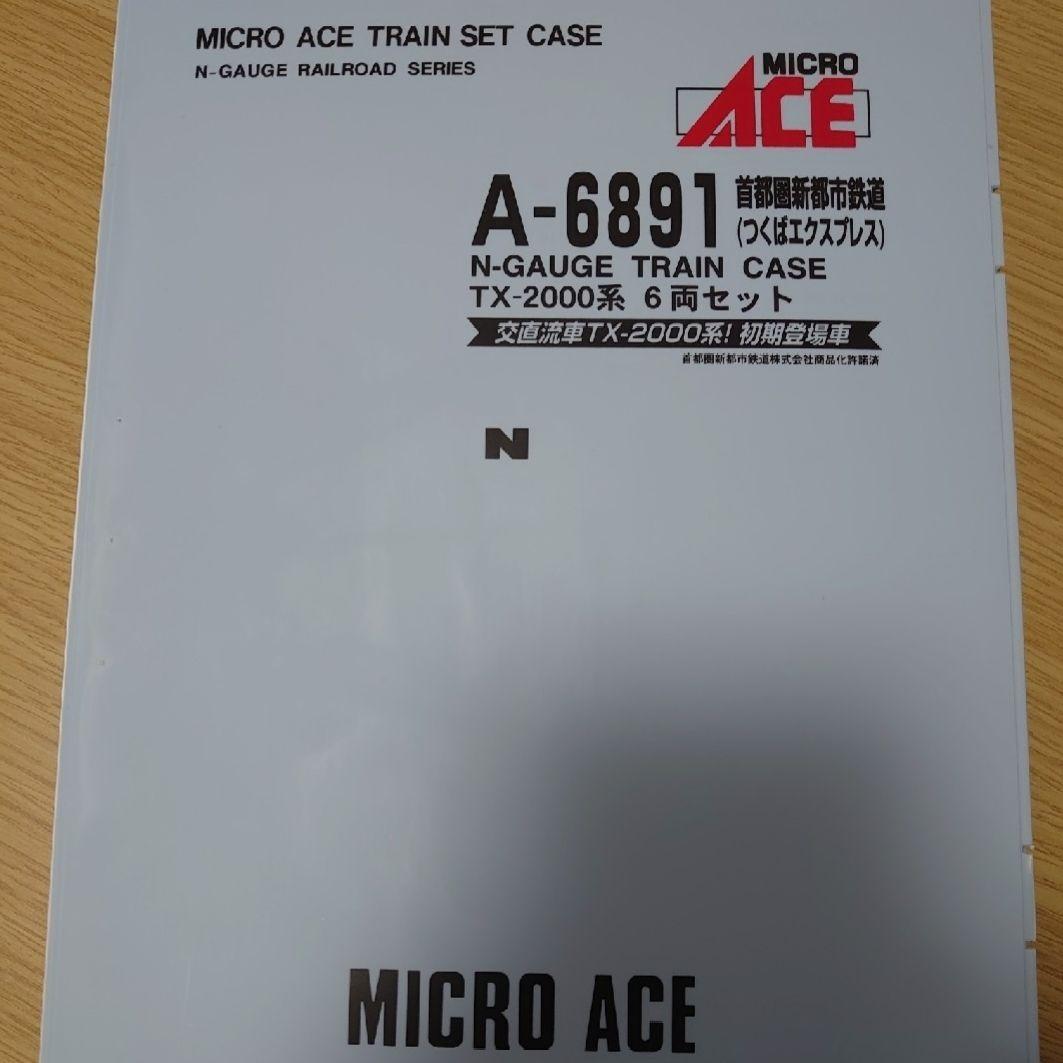 MICRO ACE TRAIN SET CASE
N-GAUGE RAILROAD SERIES
MICRO
ACE
A-6891 首都圏新都市鉄道
(つくばエクスプレス)
N-GAUGE TRAIN CASE
TX-2000系 6両セット
交直流車TX-2000系! 初期登場車
首都圏新都市鉄道株式会社商品化許諾済
N
MICRO ACE